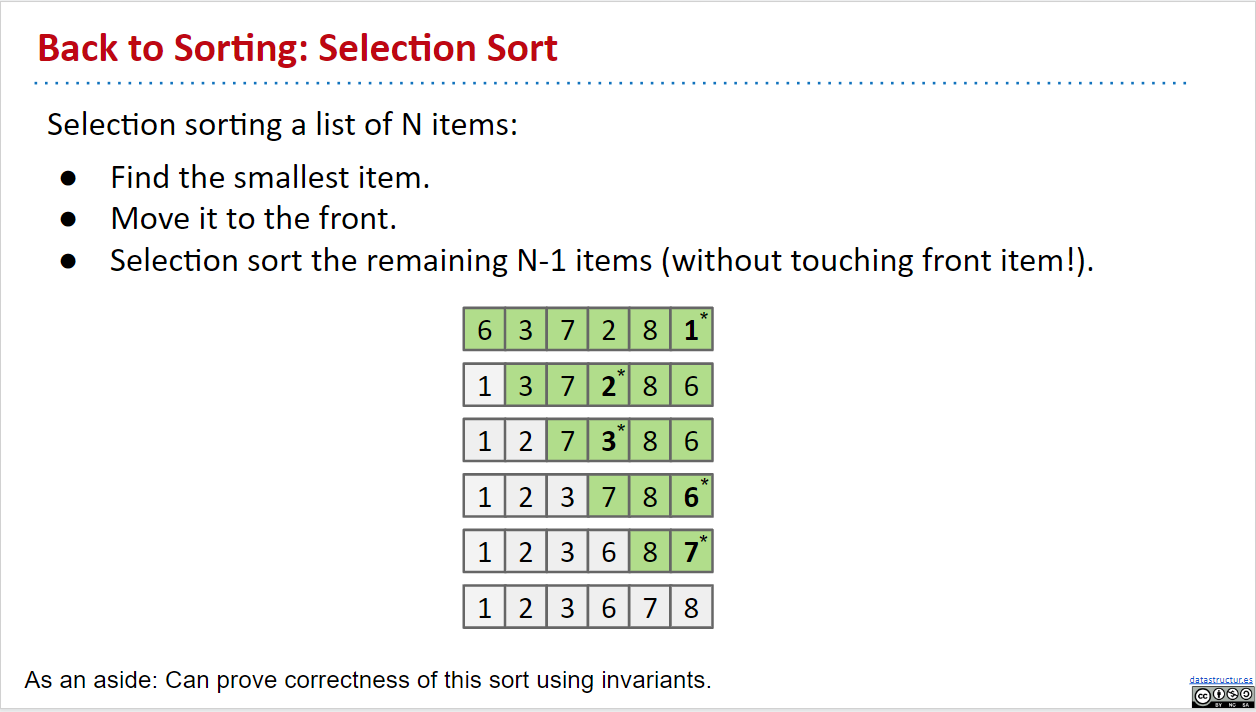 Back to Sorting: Selection Sort
Selection sorting a list of N items:
● Find the smallest item.
● Move it to the front.
● Selection sort the remaining N-1 items (without touching front item!).
6 3 7 2 8 1*
1 3 7 2* 8 6
1 2 7 3* 8 6
1 2 3 7 8 6*
1 2 3 6 8 7*
1 2 3 6 7 8
As an aside: Can prove correctness of this sort using invariants.
datastructur.es
cc
BY NC SA